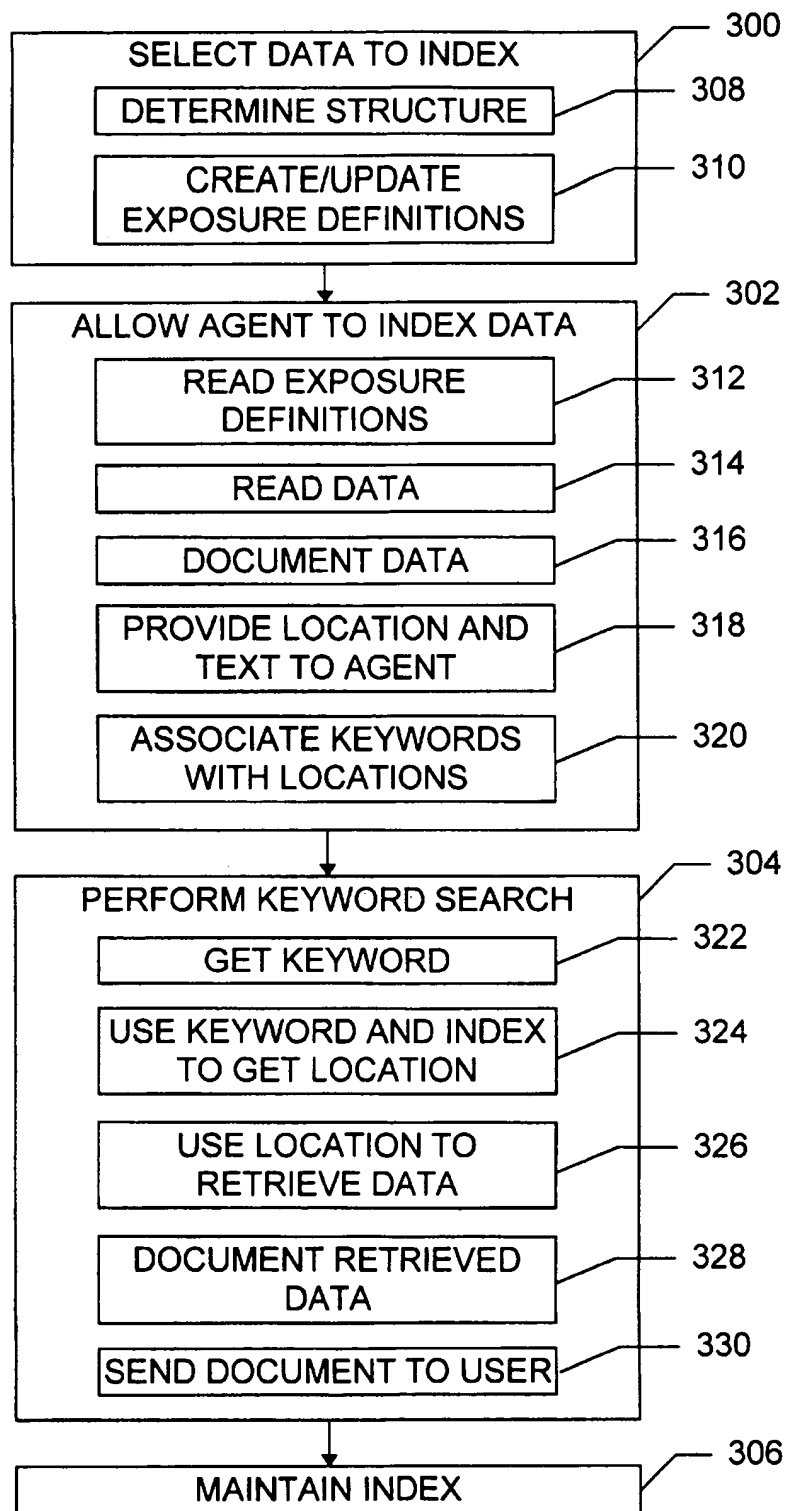 SELECT DATA TO INDEX
300
DETERMINE STRUCTURE
308
CREATE/UPDATE
EXPOSURE DEFINITIONS
310
ALLOW AGENT TO INDEX DATA
302
READ EXPOSURE
DEFINITIONS
312
READ DATA
314
DOCUMENT DATA
316
PROVIDE LOCATION AND
TEXT TO AGENT
318
ASSOCIATE KEYWORDS
WITH LOCATIONS
320
PERFORM KEYWORD SEARCH
304
GET KEYWORD
322
USE KEYWORD AND INDEX
TO GET LOCATION
324
USE LOCATION TO
RETRIEVE DATA
326
DOCUMENT RETRIEVED
DATA
328
SEND DOCUMENT TO USER
330
MAINTAIN INDEX
306